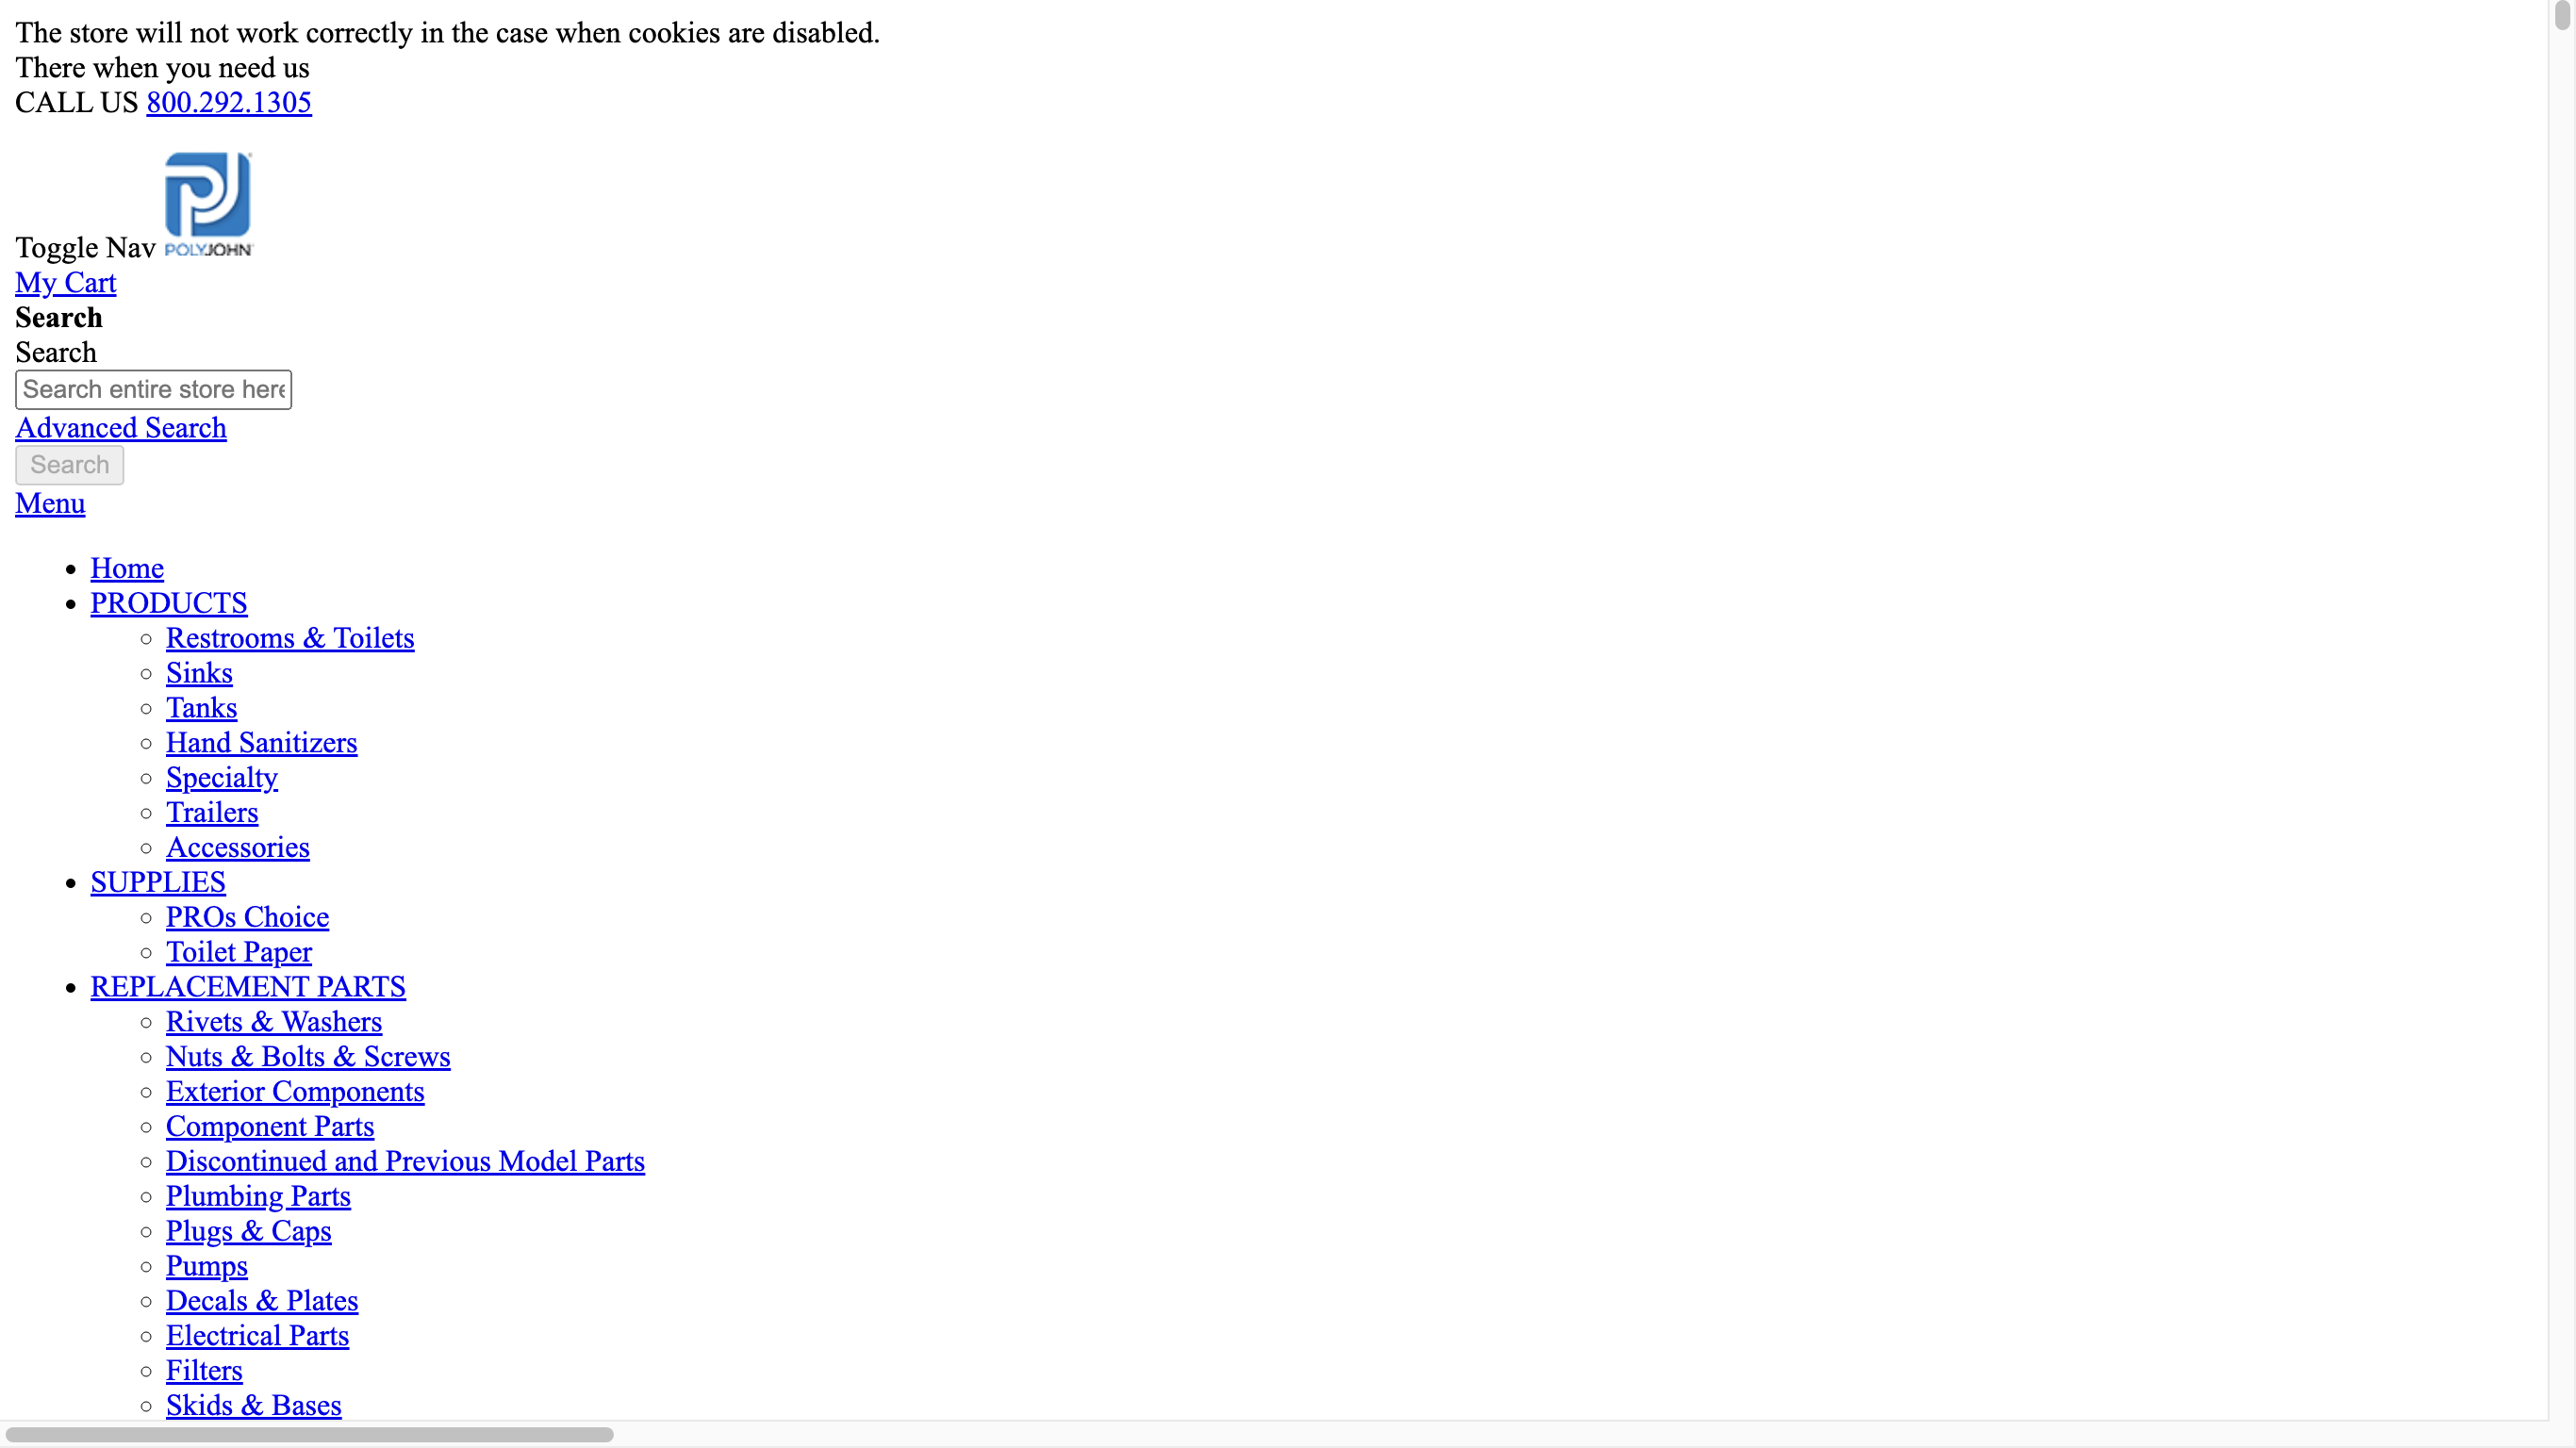 The store will not work correctly in the case when cookies are disabled.
There when you need us
CALL US 800.292.1305
POLYJOHN
Toggle Nav
My Cart
Search
Search
Search entire store here
Advanced Search
Search
Menu
Home
PRODUCTS
Restrooms & Toilets
Sinks
Tanks
Hand Sanitizers
Specialty
Trailers
Accessories
SUPPLIES
PROs Choice
Toilet Paper
REPLACEMENT PARTS
Rivets & Washers
Nuts & Bolts & Screws
Exterior Components
Component Parts
Discontinued and Previous Model Parts
Plumbing Parts
Plugs & Caps
Pumps
Decals & Plates
Electrical Parts
Filters
Skids & Bases